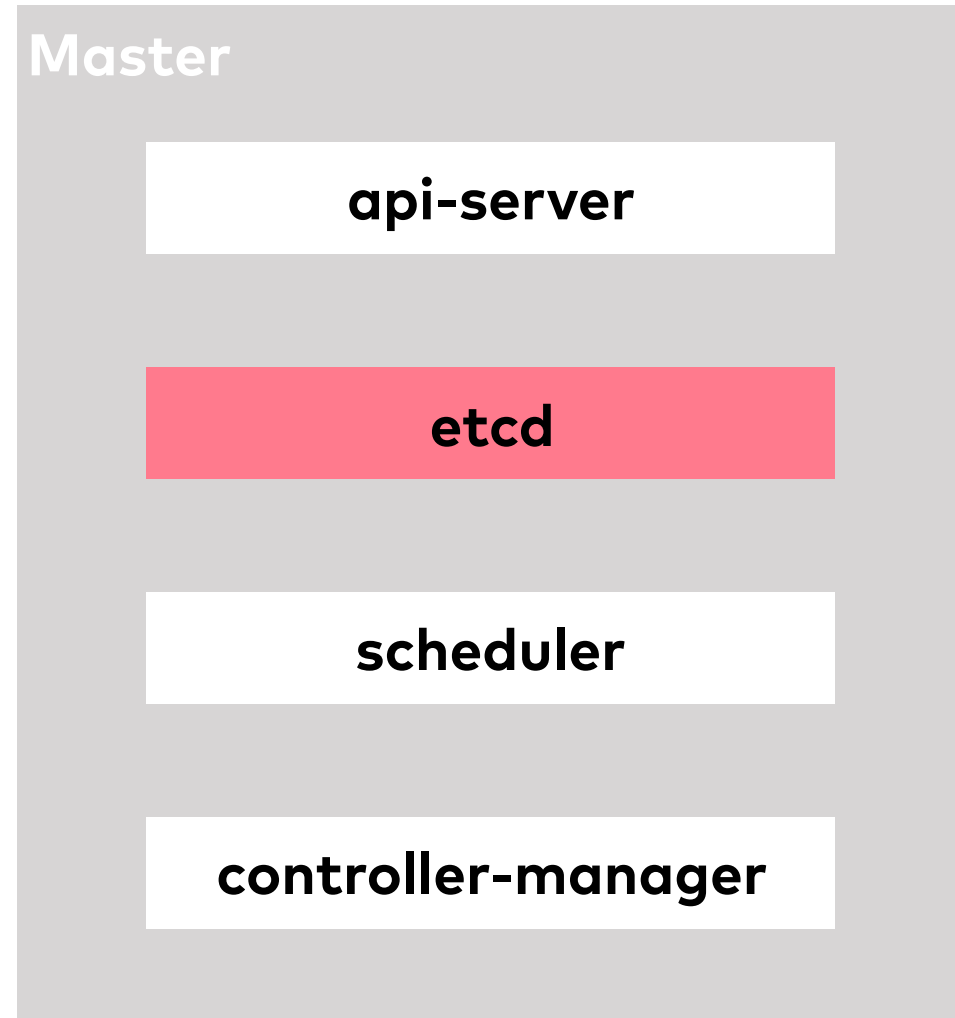 Master
api-server
etcd
scheduler
controller-manager